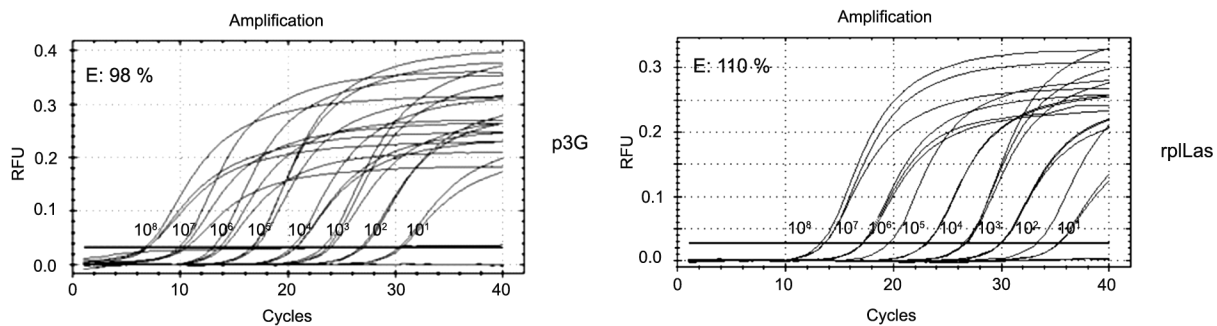 Amplification
E: 98 %
0.4
0.3
0.2
0.1
0.0
RFU
10⁸ 10⁷ 10⁶ 10⁵ 10⁴ 10³ 10² 10¹
0 10 20 30 40
Cycles
p3G
Amplification
E: 110 %
0.3
0.2
0.1
0.0
RFU
10⁸ 10⁷ 10⁶ 10⁵ 10⁴ 10³ 10² 10¹
0 10 20 30 40
Cycles
rplLas